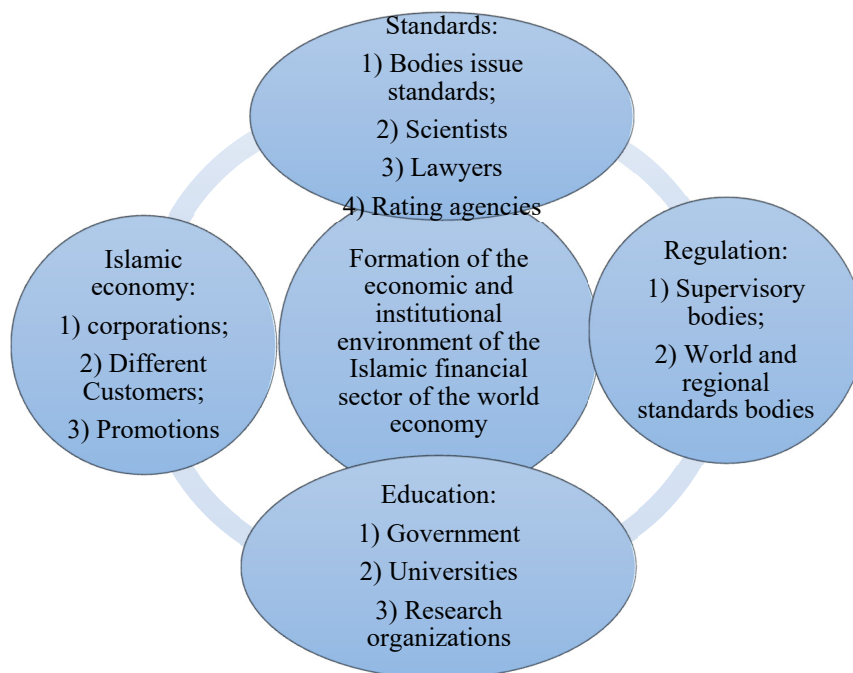 Standards:
1) Bodies issue
standards;
2) Scientists
3) Lawyers
4) Rating agencies
Islamic
economy:
1) corporations;
2) Different
Customers;
3) Promotions
Formation of the
economic and
institutional
environment of the
Islamic financial
sector of the world
economy
Regulation:
1) Supervisory
bodies;
2) World and
regional
standards bodies
Education:
1) Government
2) Universities
3) Research
organizations